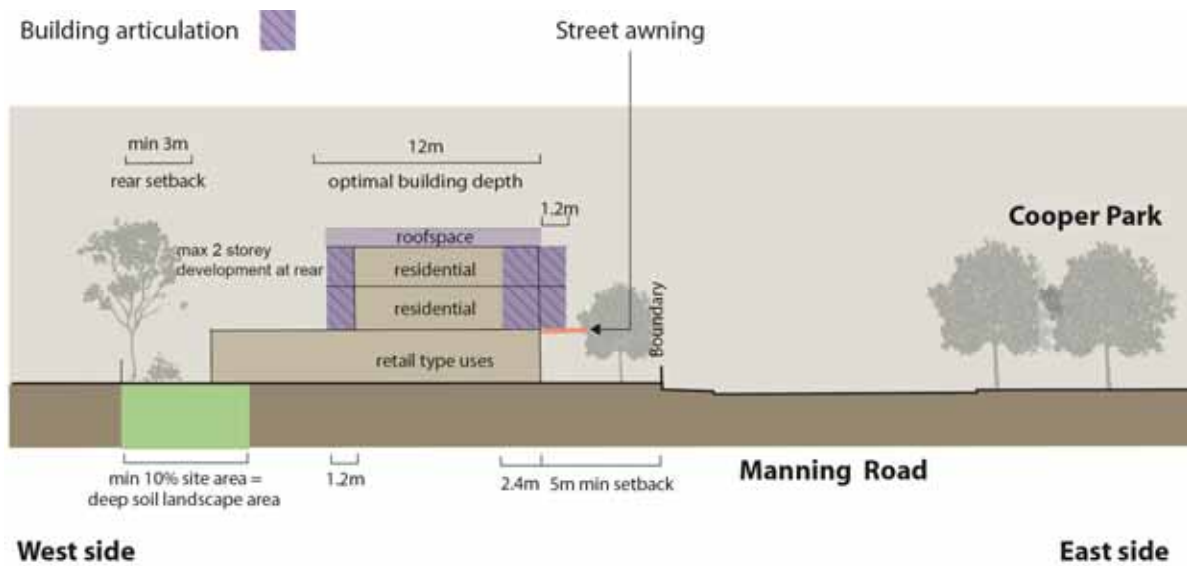 Building articulation
Street awning
min 3m
rear setback
12m
optimal building depth
1.2m
Cooper Park
max 2 storey
development at rear
roofspace
residential
residential
retail type uses
Boundary
min 10% site area =
deep soil landscape area
1.2m
2.4m
5m min setback
Manning Road
West side
East side